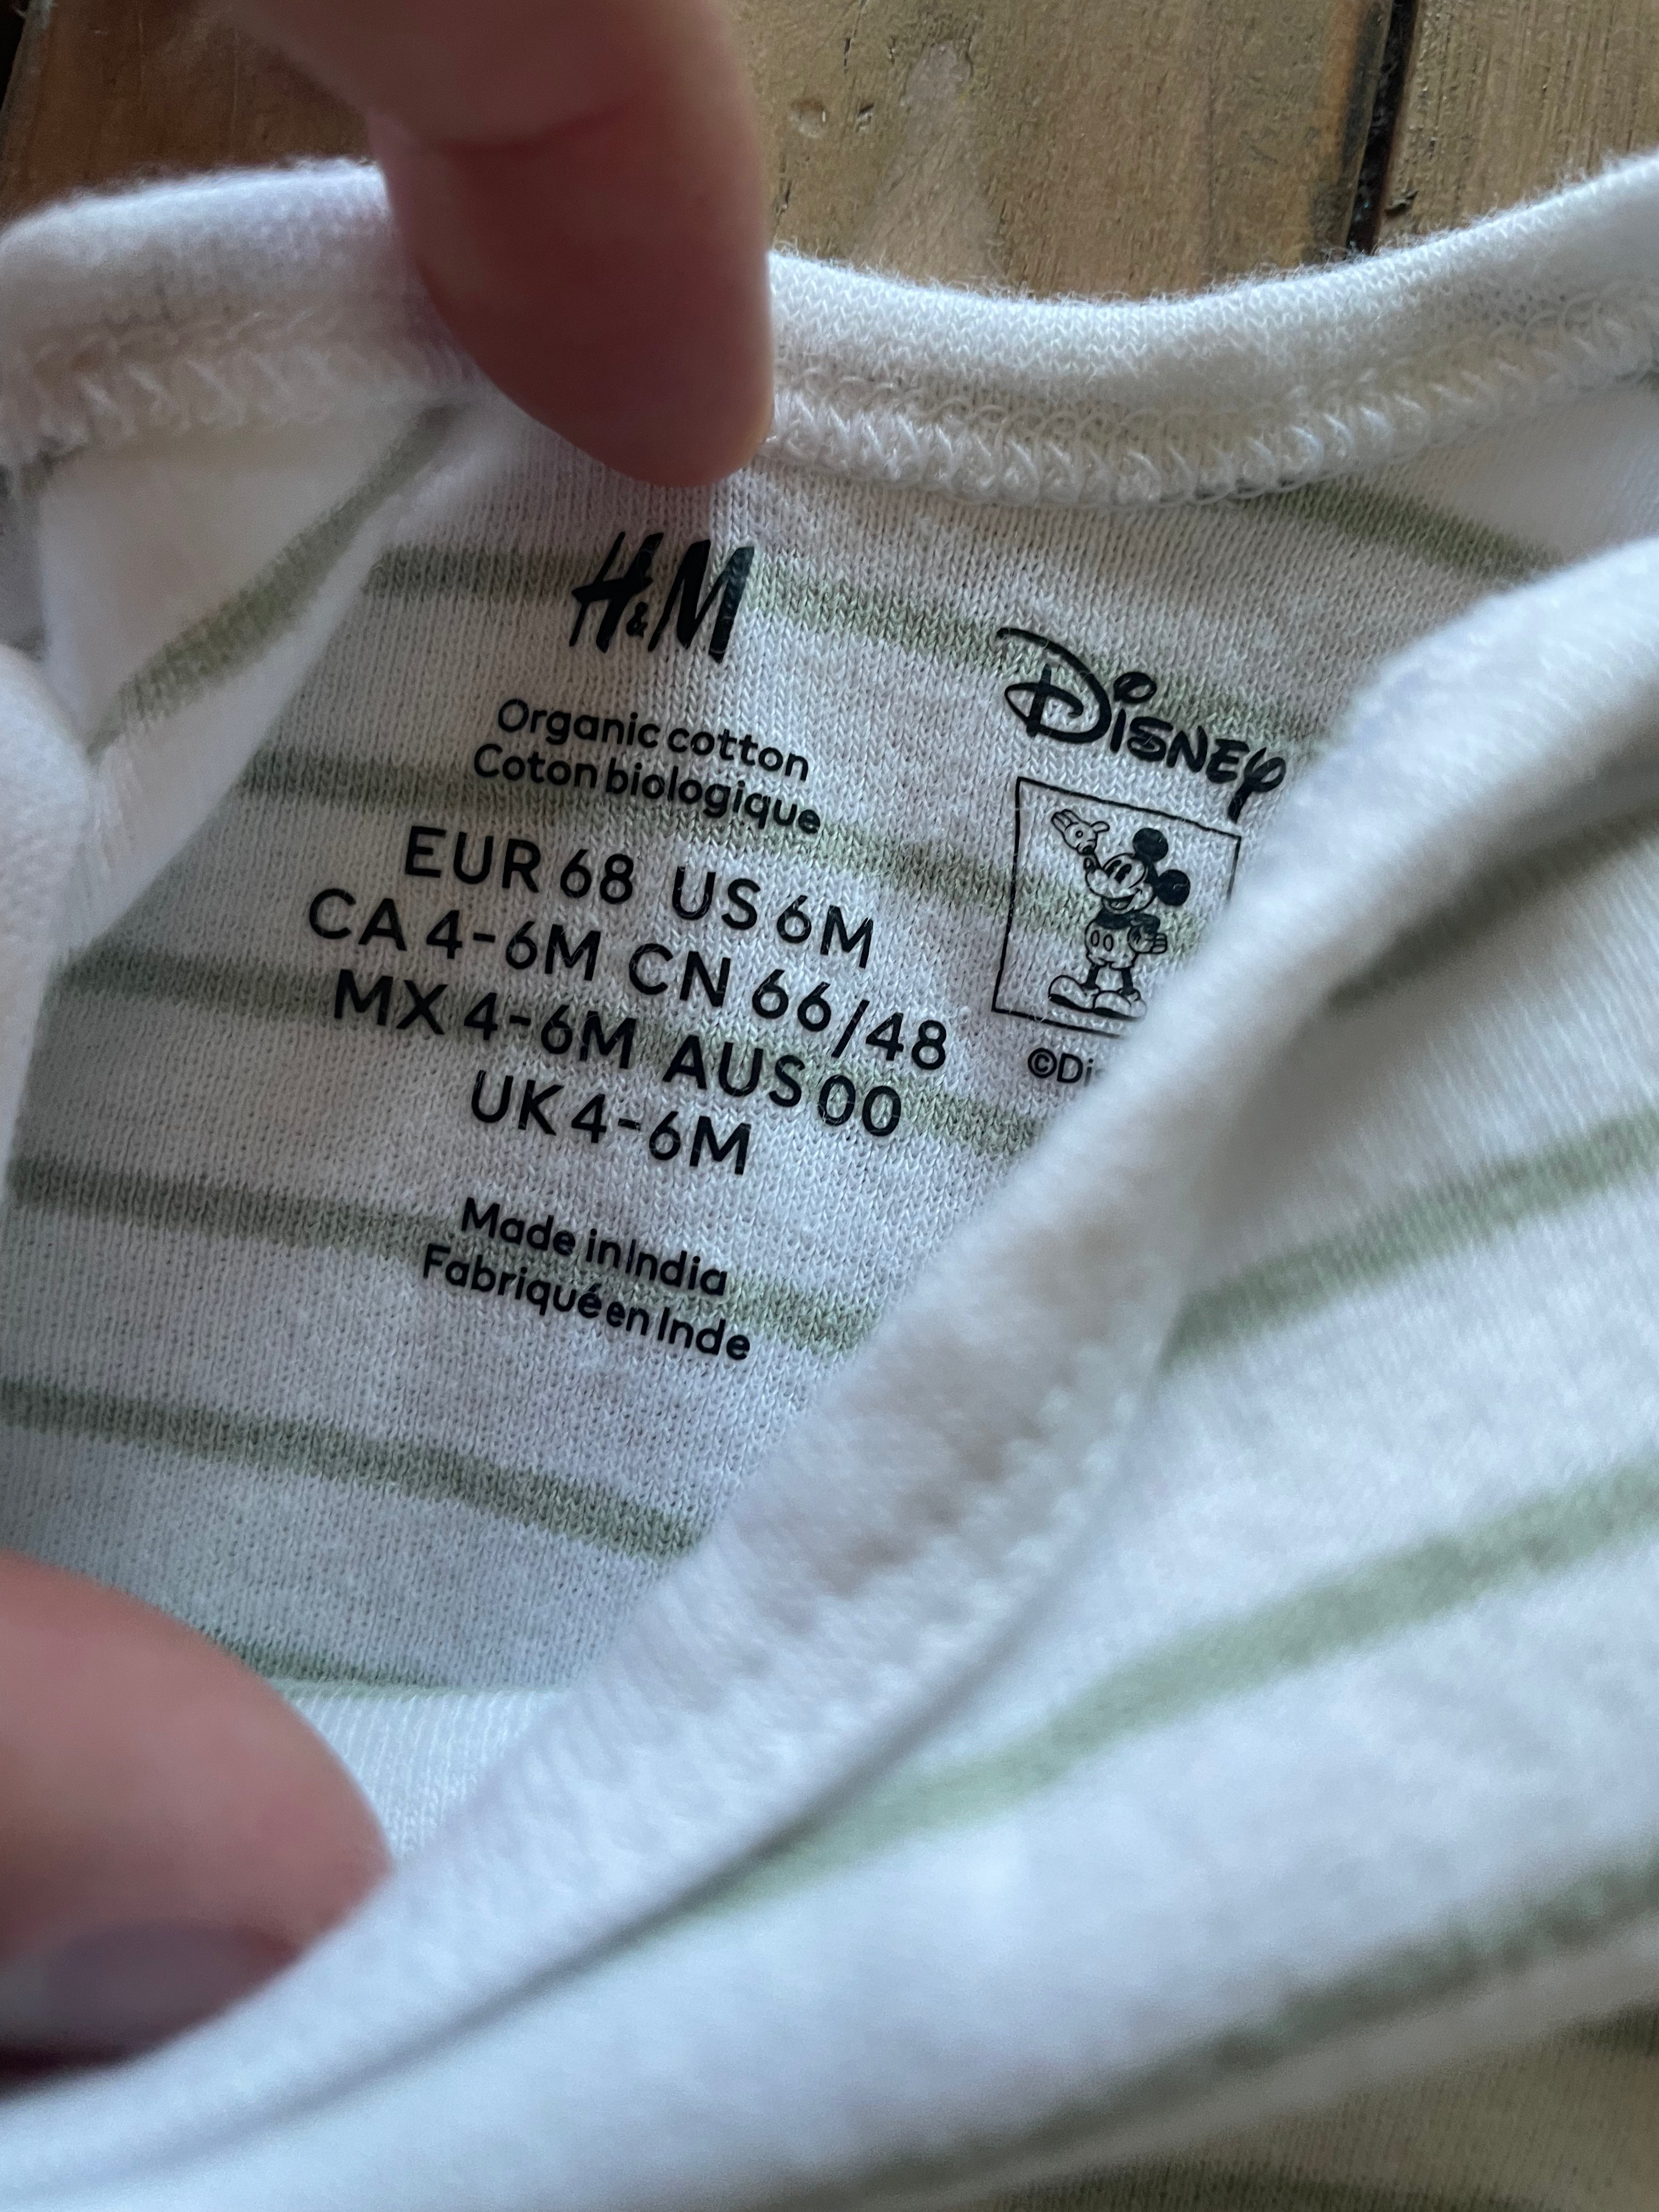 H&M
Organic cotton
Coton biologique
EUR 68 US 6M
CA 4-6M CN 66/48
MX 4-6M AUS 00
UK 4-6M
Made in India
Fabriqué en Inde
Disney
©Di